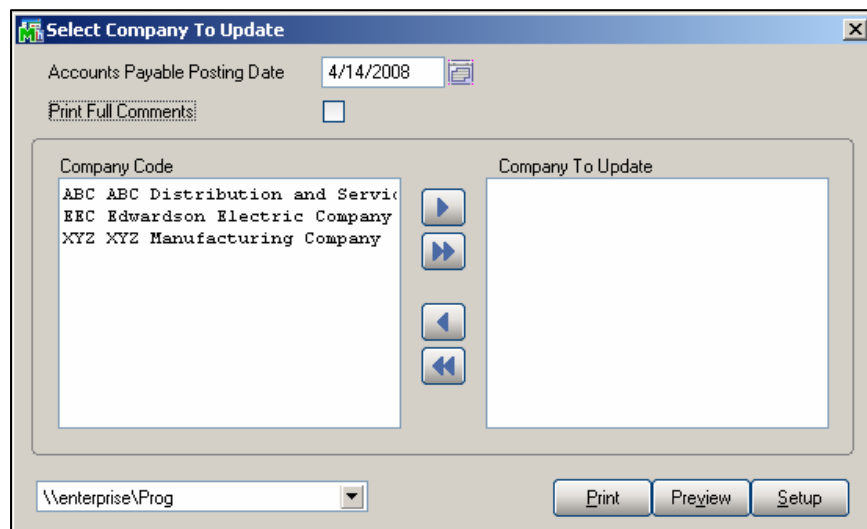 Select Company To Update
Accounts Payable Posting Date 4/14/2008
Print Full Comments
Company Code
Company To Update
ABC ABC Distribution and Servic
EEC Edwardson Electric Company
XYZ XYZ Manufacturing Company
\\enterprise\Prog
Print
Preview
Setup